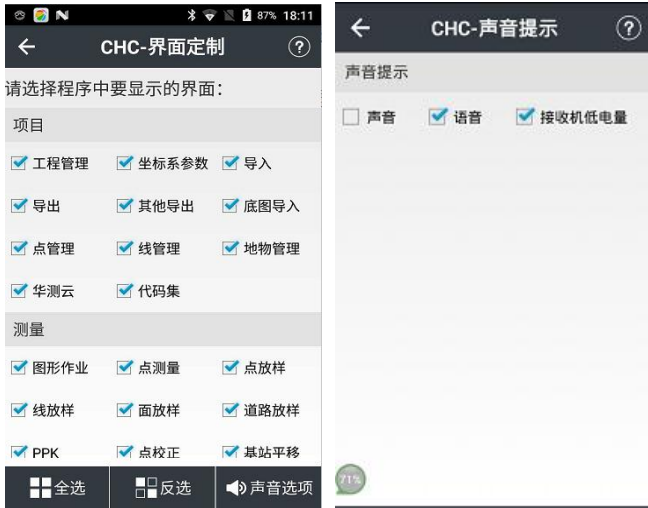 87% 18:11
CHC-界面定制
请选择程序中要显示的界面：
项目
工程管理 坐标系参数 导入
导出 其他导出 底图导入
点管理 线管理 地物管理
华测云 代码集
测量
图形作业 点测量 点放样
线放样 面放样 道路放样
PPK 点校正 基站平移
全选 反选 声音选项
CHC-声音提示
声音提示
声音 语音 接收机低电量
71%